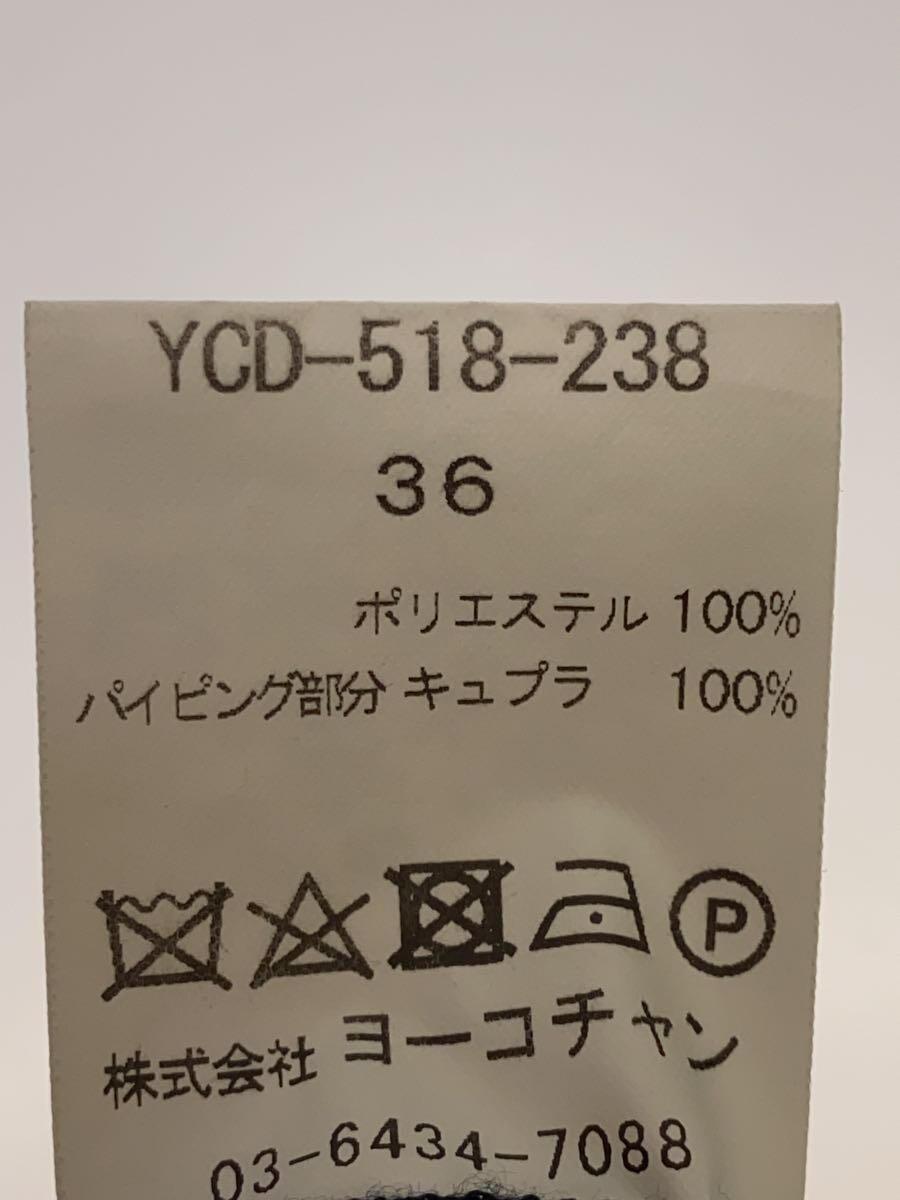 YCD-518-238
36
ポリエステル 100%
パイピング部分 キュプラ 100%
P
株式会社 ヨーコチャン
03-6434-7088